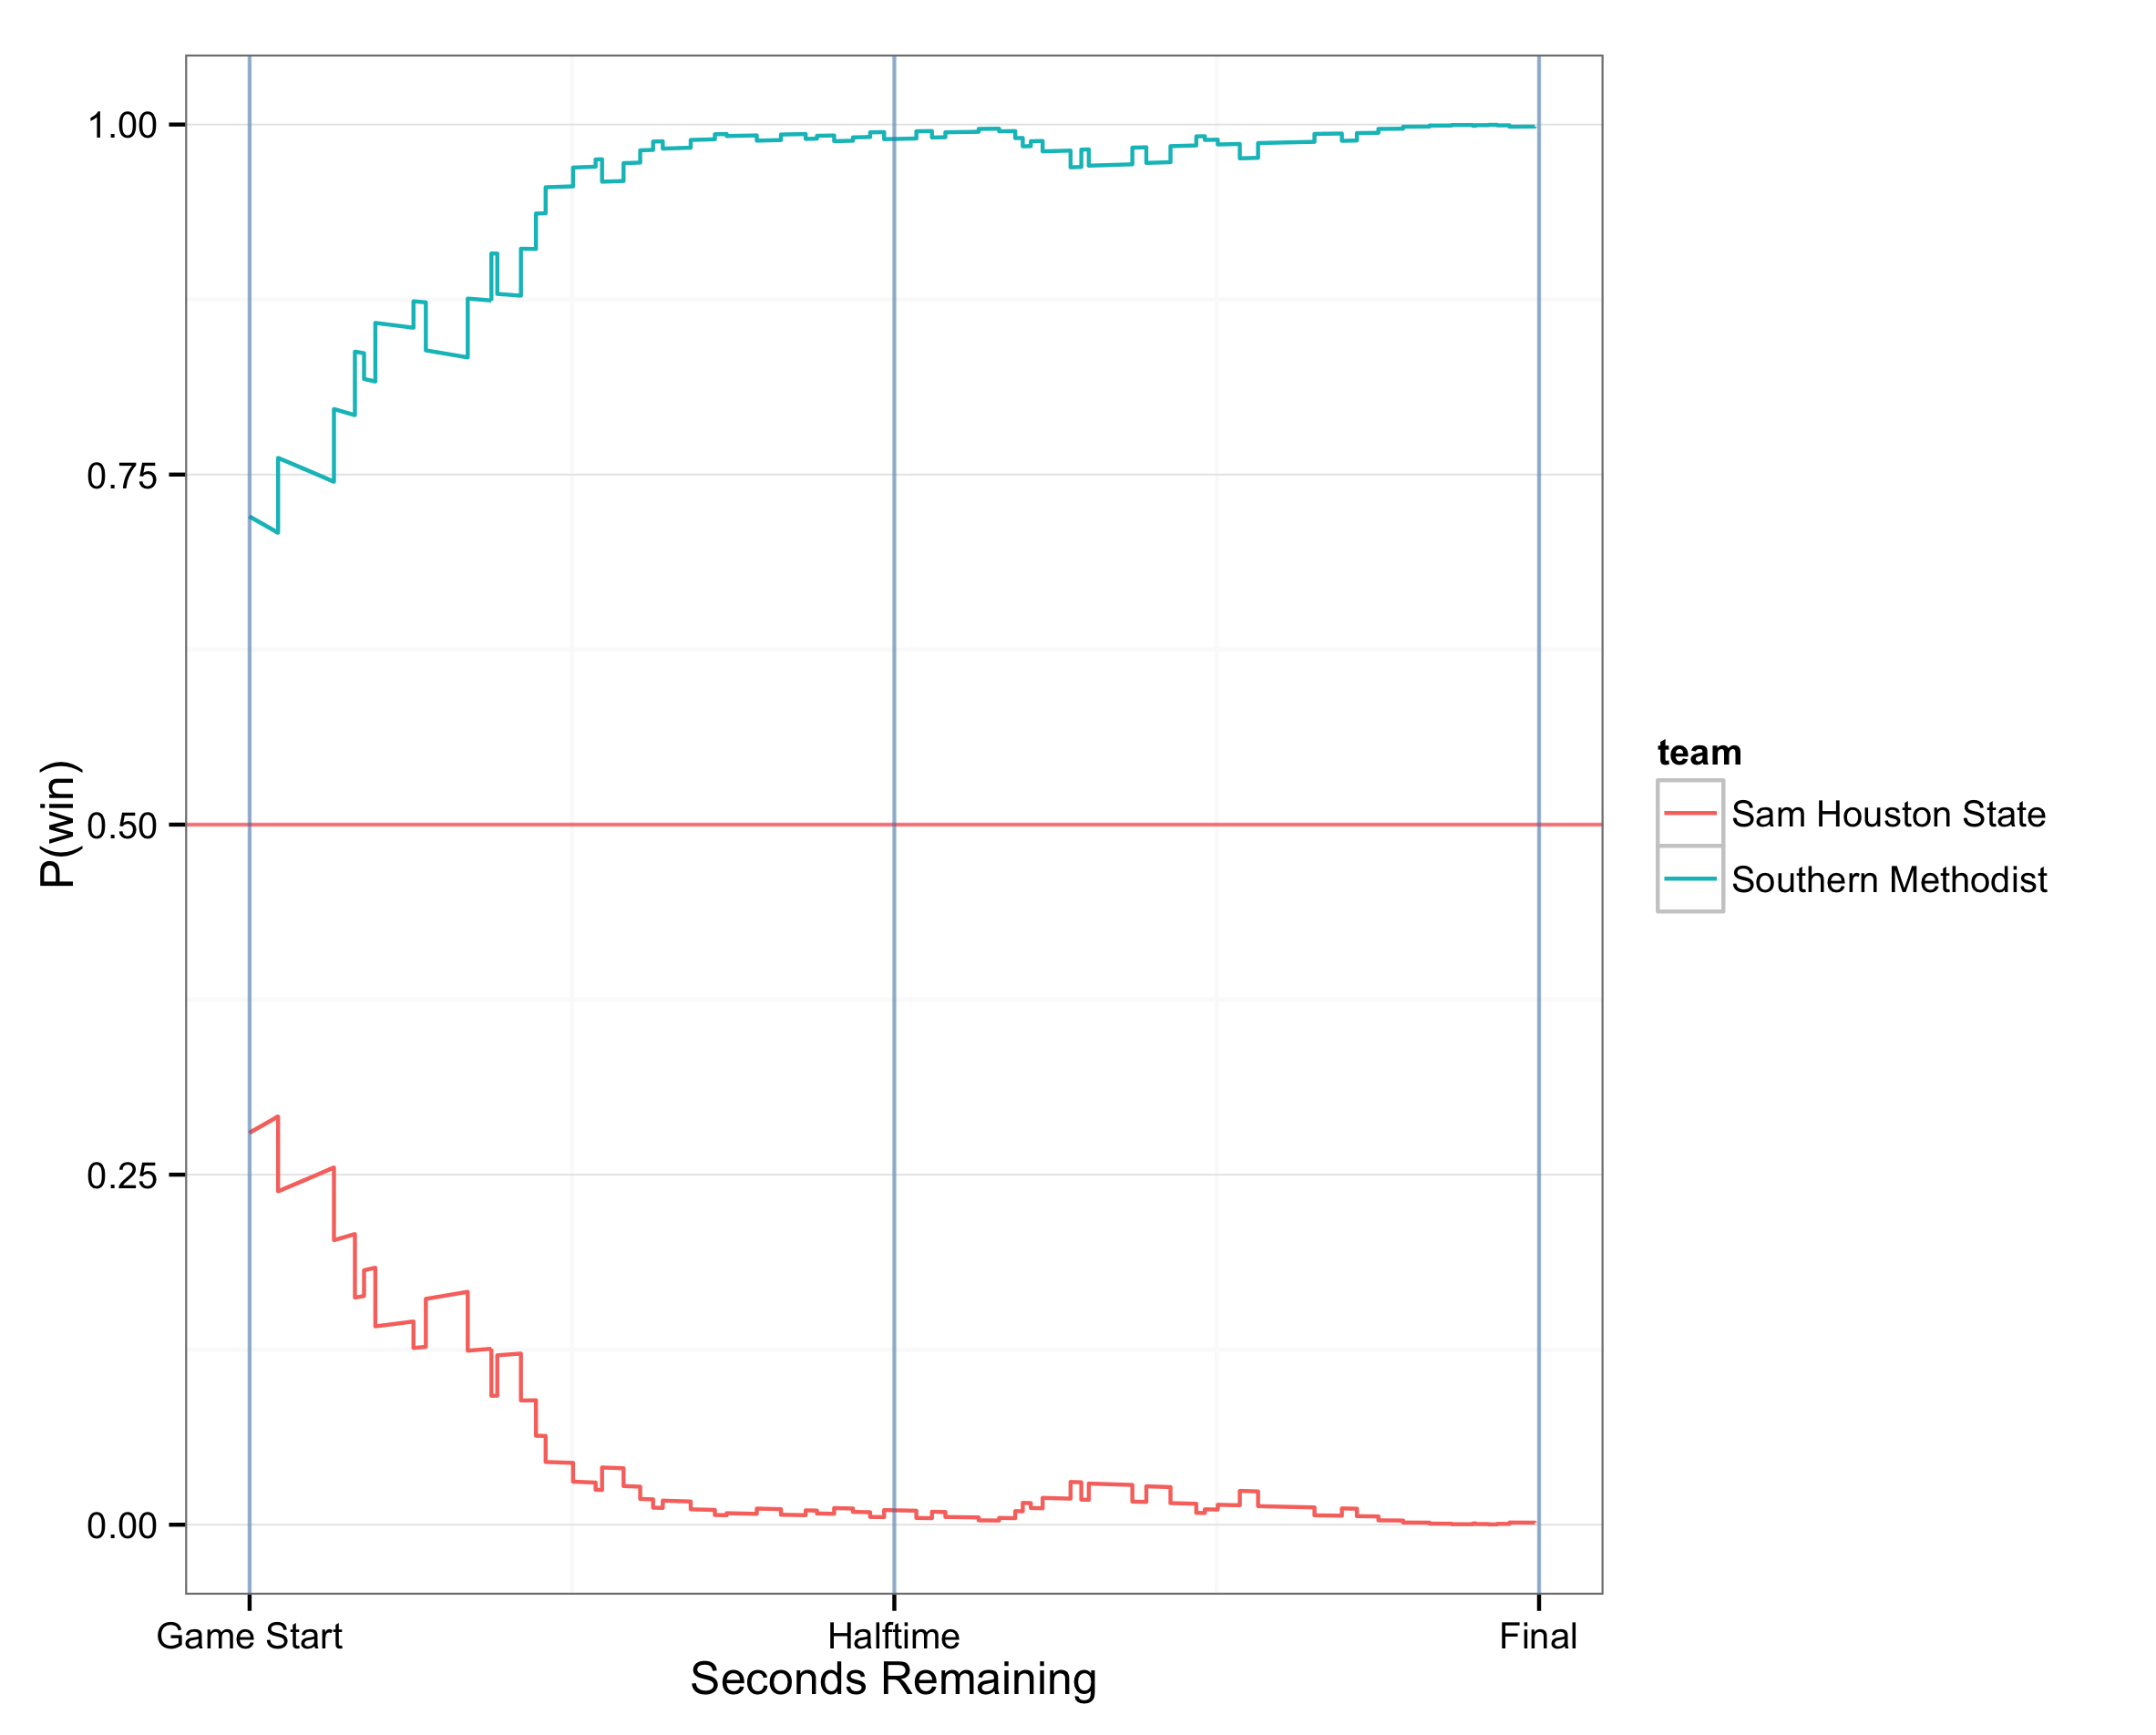 1.00
0.75
0.50
0.25
0.00
P(win)
Game Start
Halftime
Final
Seconds Remaining
team
Sam Houston State
Southern Methodist